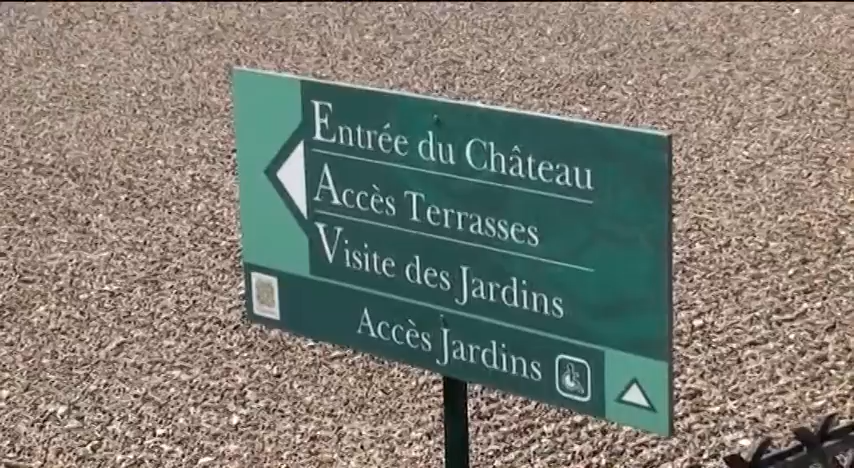 Entrée du Château
Accès Terrasses
Visite des Jardins
Accès Jardins